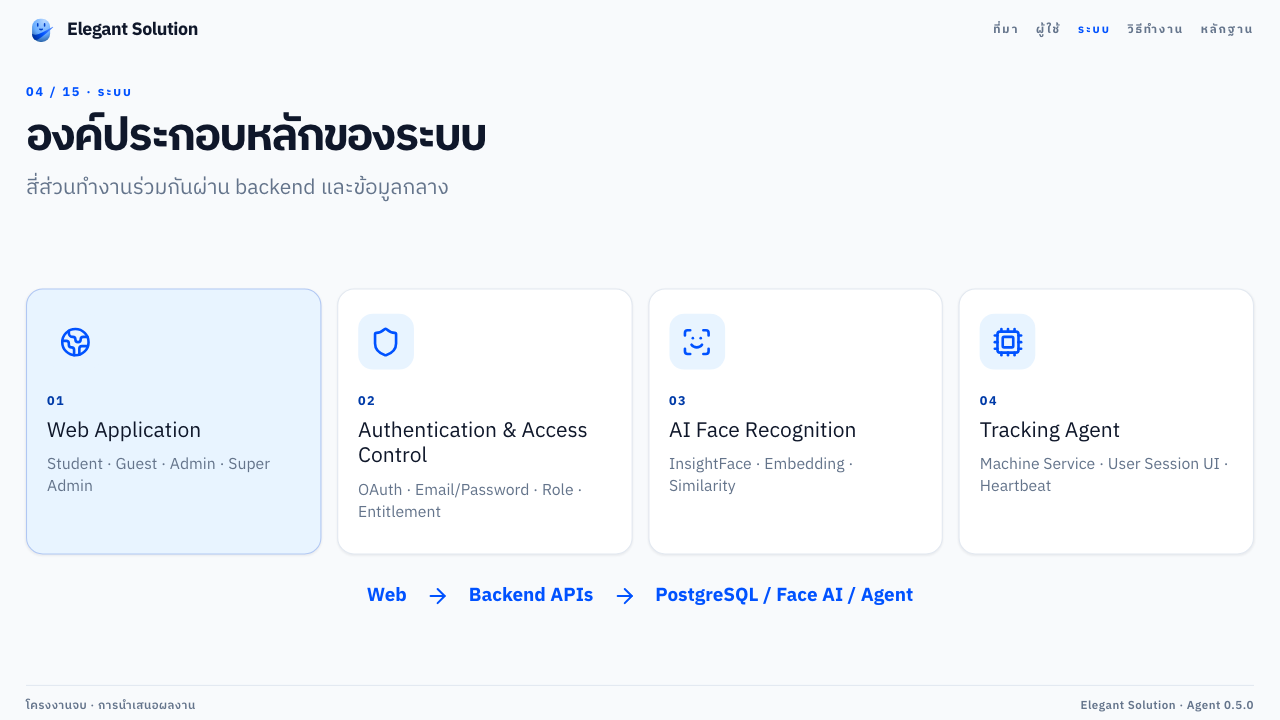 Elegant Solution
ที่มา ผู้ใช้ ระบบ วิธีทำงาน หลักฐาน
04 / 15 · ระบบ
องค์ประกอบหลักของระบบ
สี่ส่วนทำงานร่วมกันผ่าน backend และข้อมูลกลาง
01
Web Application
Student · Guest · Admin · Super
Admin
02
Authentication & Access
Control
OAuth · Email/Password · Role ·
Entitlement
03
AI Face Recognition
InsightFace · Embedding ·
Similarity
04
Tracking Agent
Machine Service · User Session UI ·
Heartbeat
Web → Backend APIs → PostgreSQL / Face AI / Agent
โครงงานจบ · การนำเสนอผลงาน
Elegant Solution · Agent 0.5.0